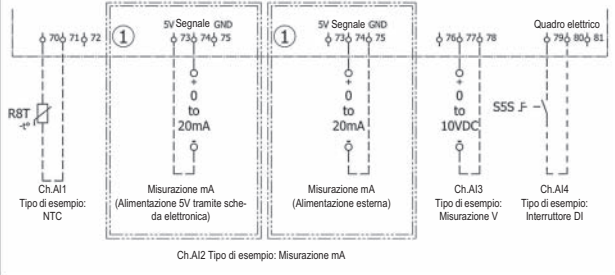 5V Segnale GND
5V Segnale GND
Quadro elettrico
70 71 72
1
73 74 75
1
73 74 75
76 77 78
79 80 81
R8T
-t°
+
0
to
20mA
-
+
0
to
20mA
-
+
0
to
10VDC
-
S5S
Ch.AI1
Tipo di esempio:
NTC
Misurazione mA
(Alimentazione 5V tramite sche-
da elettronica)
Misurazione mA
(Alimentazione esterna)
Ch.AI3
Tipo di esempio:
Misurazione V
Ch.AI4
Tipo di esempio:
Interruttore DI
Ch.AI2 Tipo di esempio: Misurazione mA